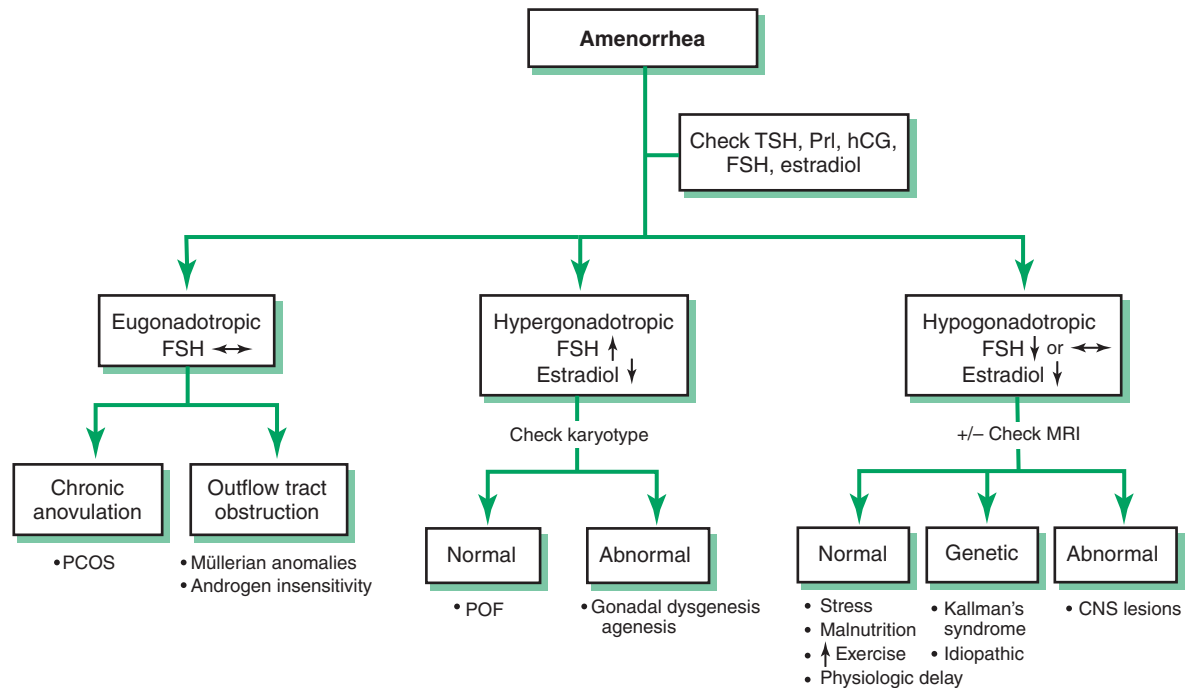 Amenorrhea
Check TSH, Prl, hCG,
FSH, estradiol
Eugonadotropic
FSH ↔
Hypergonadotropic
FSH ↑
Estradiol ↓
Hypogonadotropic
FSH ↓ or ↔
Estradiol ↓
Check karyotype
+/– Check MRI
Chronic
anovulation
• PCOS
Outflow tract
obstruction
• Müllerian anomalies
• Androgen insensitivity
Normal
• POF
Abnormal
• Gonadal dysgenesis
agenesis
Normal
• Stress
• Malnutrition
• ↑ Exercise
• Physiologic delay
Genetic
• Kallman's
syndrome
• Idiopathic
Abnormal
• CNS lesions